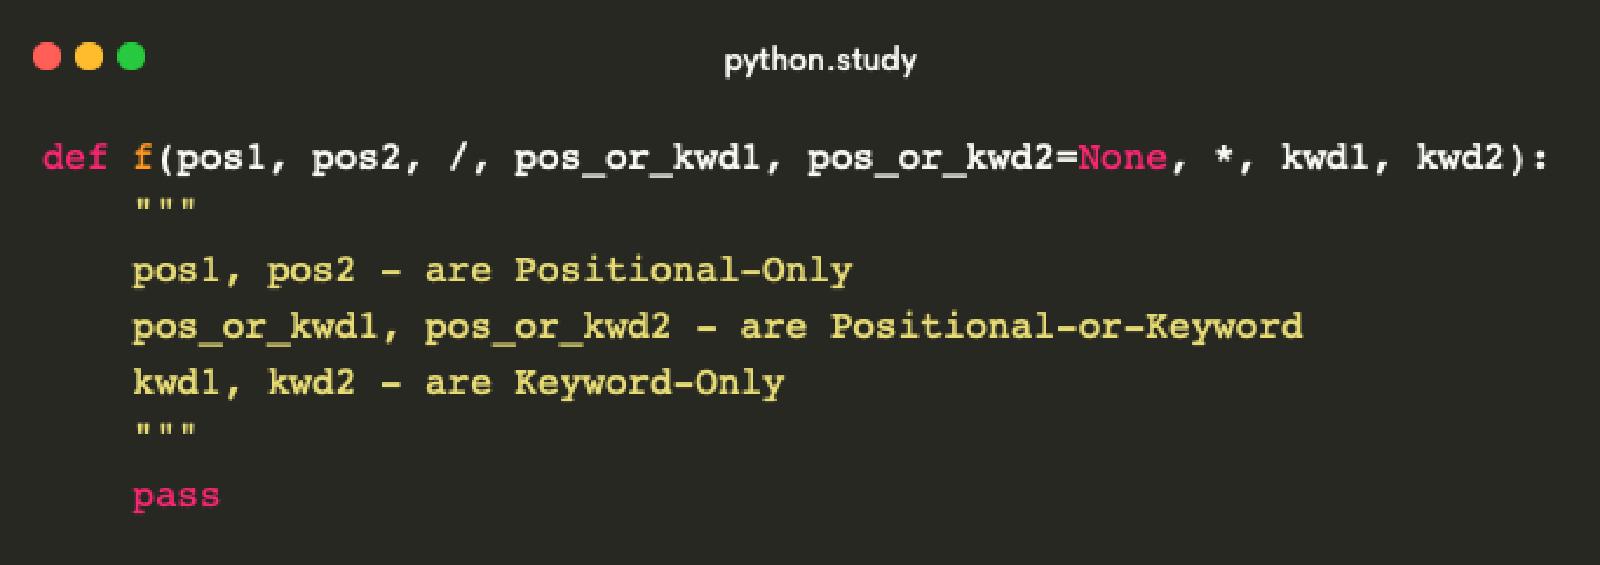 python.study
def f(pos1, pos2, /, pos_or_kwd1, pos_or_kwd2=None, *, kwd1, kwd2):
    """
    pos1, pos2 - are Positional-Only
    pos_or_kwd1, pos_or_kwd2 - are Positional-or-Keyword
    kwd1, kwd2 - are Keyword-Only
    """
    pass